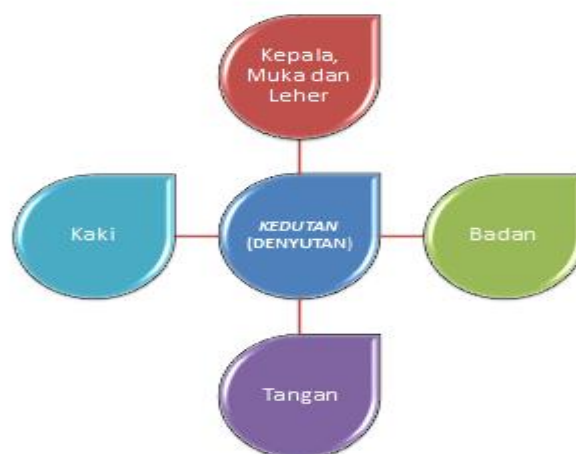 Kepala,
Muka dan
Leher
Kaki
KEDUTAN
(DENYUTAN)
Badan
Tangan